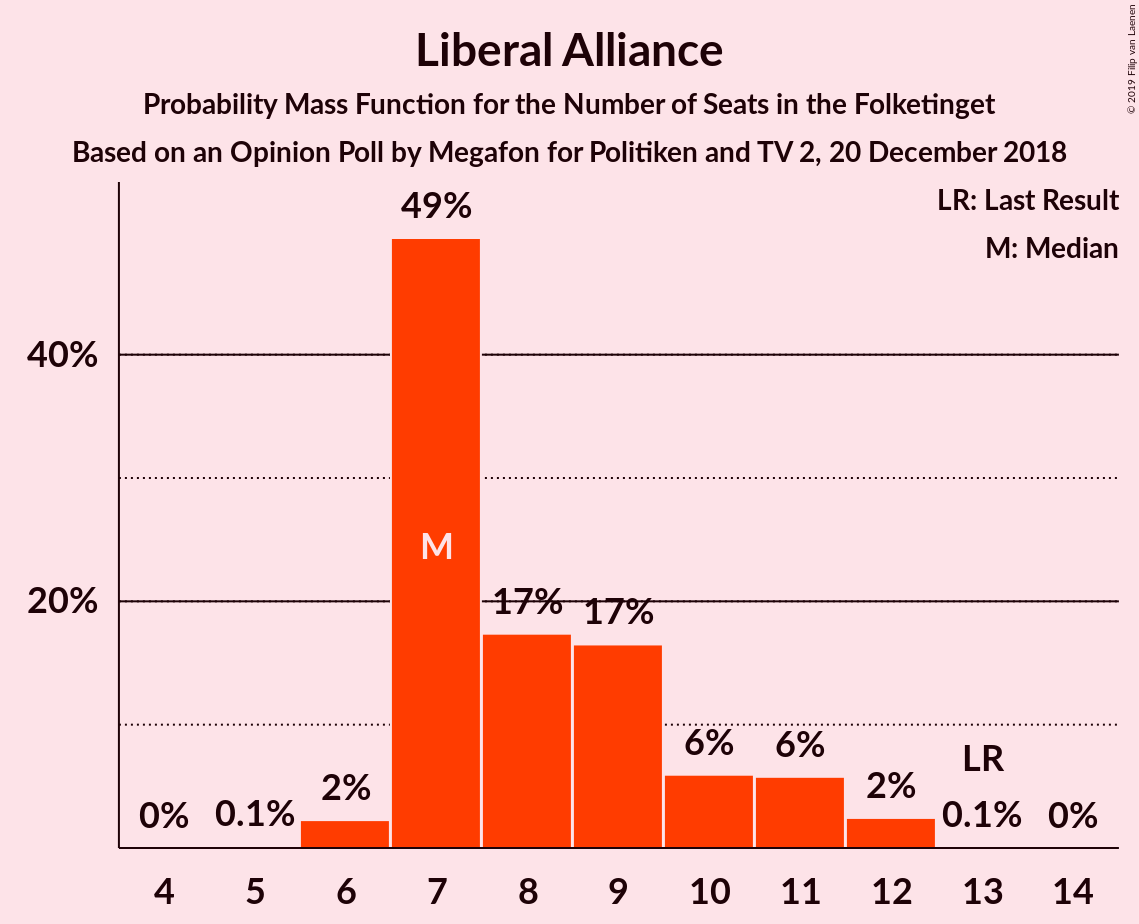 Liberal Alliance
Probability Mass Function for the Number of Seats in the Folketinget
Based on an Opinion Poll by Megafon for Politiken and TV 2, 20 December 2018
© 2019 Filip van Laenen
LR: Last Result
M: Median
40%
20%
0%
0.1%
2%
49%
M
17%
17%
6%
6%
2%
LR
0.1%
0%
4 5 6 7 8 9 10 11 12 13 14